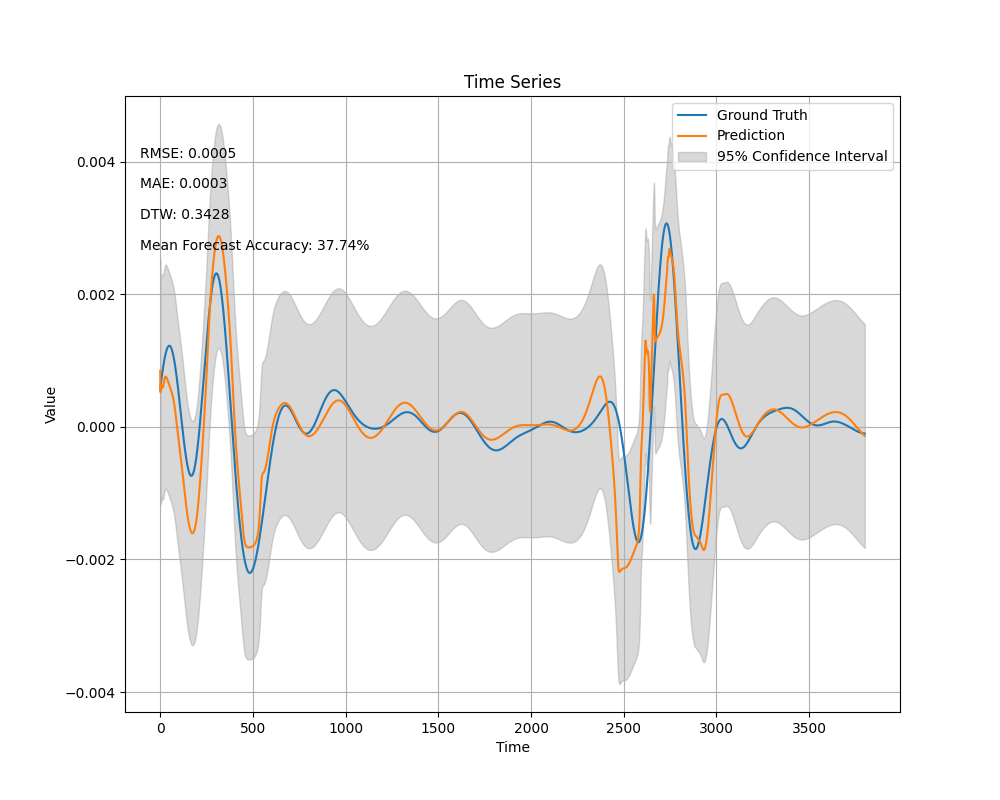 Time Series
Ground Truth
Prediction
95% Confidence Interval
RMSE: 0.0005
MAE: 0.0003
DTW: 0.3428
Mean Forecast Accuracy: 37.74%
Value
0.004
0.002
0.000
−0.002
−0.004
0 500 1000 1500 2000 2500 3000 3500
Time